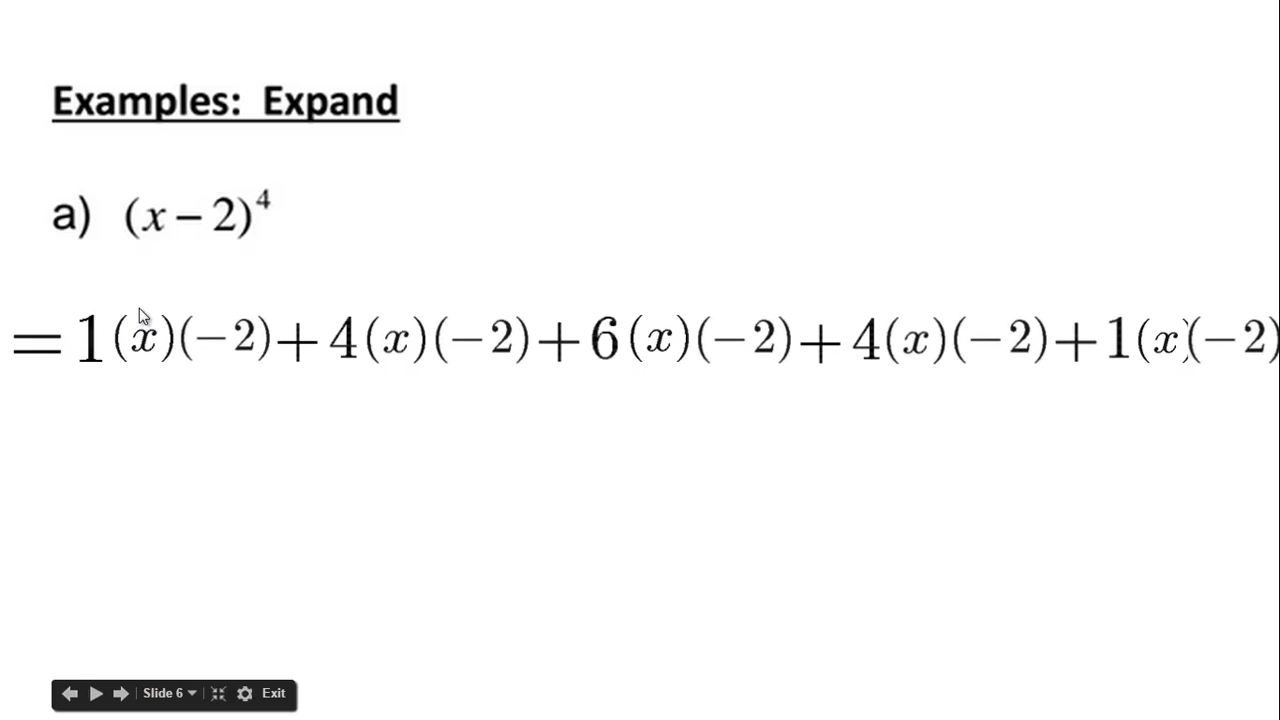 Examples: Expand
a) (x − 2)⁴
= 1(x)(−2) + 4(x)(−2) + 6(x)(−2) + 4(x)(−2) + 1(x)(−2)
Slide 6 Exit